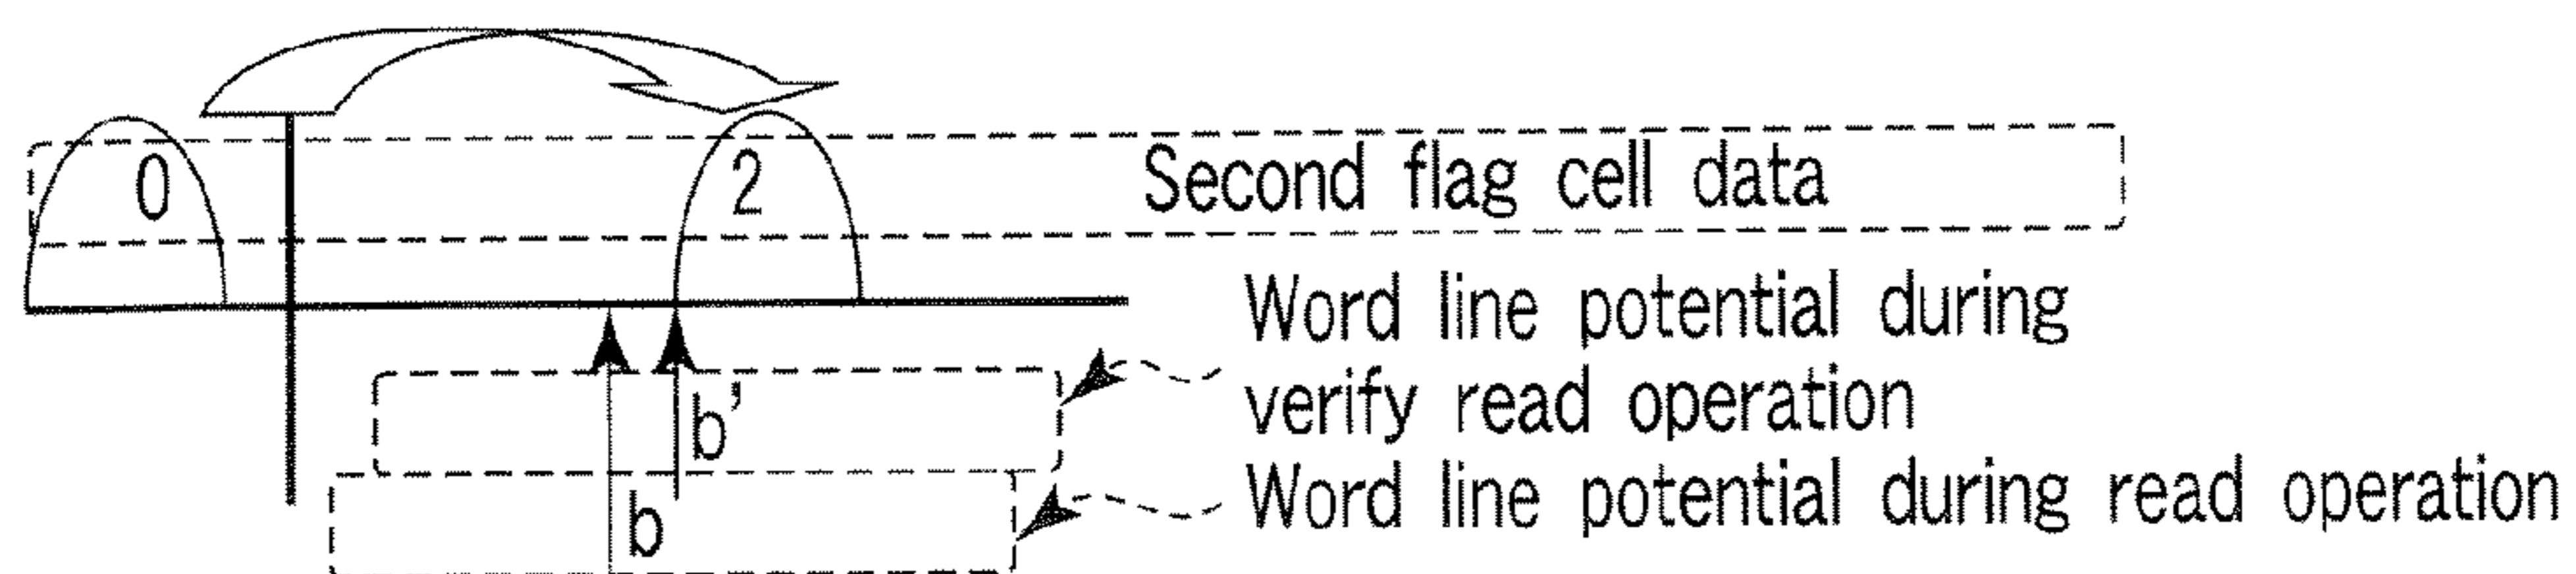 0
2
Second flag cell data
Word line potential during
verify read operation
b'
Word line potential during read operation
b